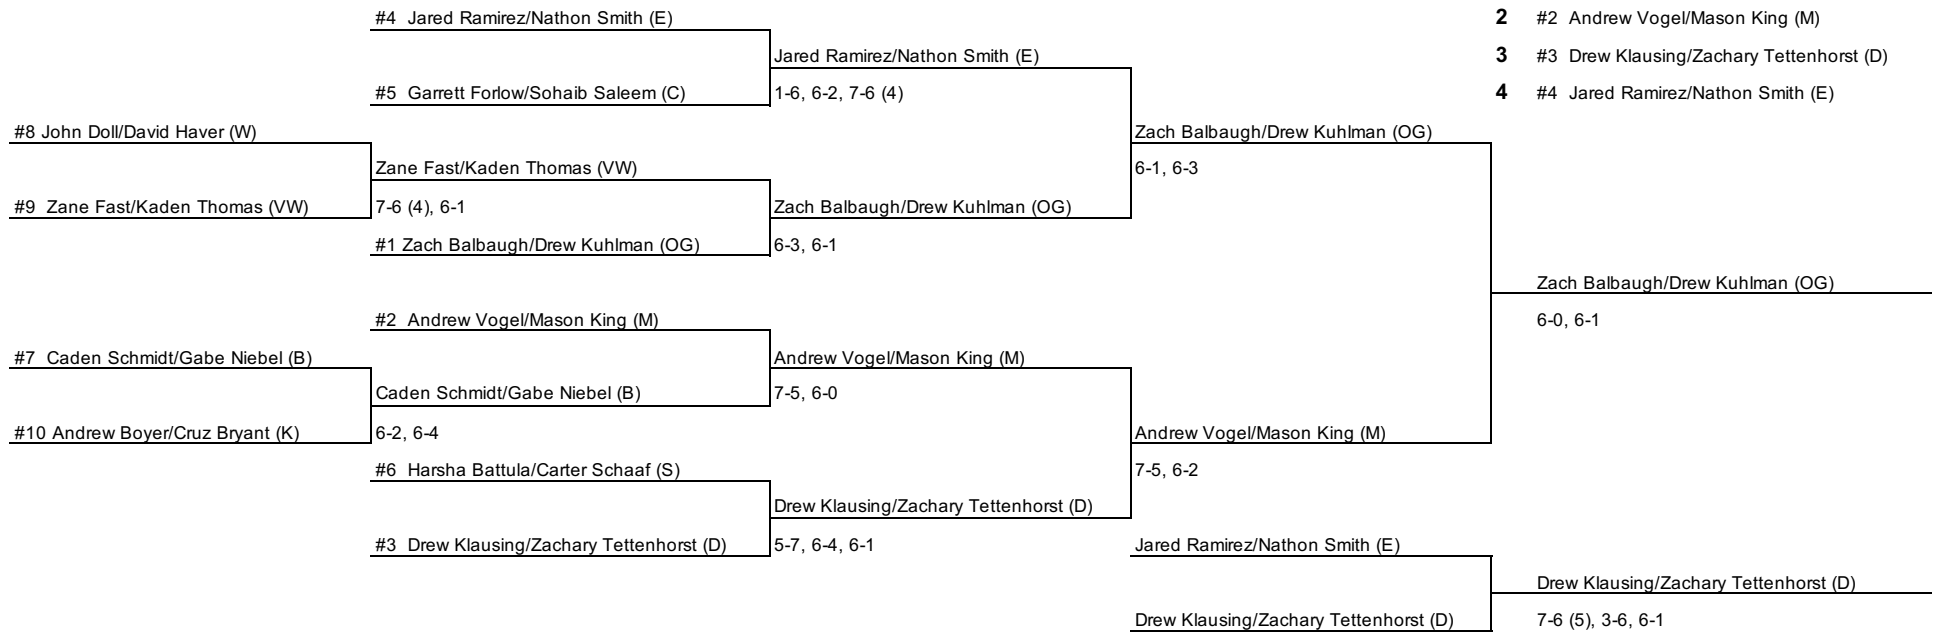 #4 Jared Ramirez/Nathon Smith (E)
2 #2 Andrew Vogel/Mason King (M)
Jared Ramirez/Nathon Smith (E)
3 #3 Drew Klausing/Zachary Tettenhorst (D)
#5 Garrett Forlow/Sohaib Saleem (C)
1-6, 6-2, 7-6 (4)
4 #4 Jared Ramirez/Nathon Smith (E)
#8 John Doll/David Haver (W)
Zach Balbaugh/Drew Kuhlman (OG)
Zane Fast/Kaden Thomas (VW)
6-1, 6-3
#9 Zane Fast/Kaden Thomas (VW)
7-6 (4), 6-1
Zach Balbaugh/Drew Kuhlman (OG)
#1 Zach Balbaugh/Drew Kuhlman (OG)
6-3, 6-1
Zach Balbaugh/Drew Kuhlman (OG)
#2 Andrew Vogel/Mason King (M)
6-0, 6-1
#7 Caden Schmidt/Gabe Niebel (B)
Andrew Vogel/Mason King (M)
Caden Schmidt/Gabe Niebel (B)
7-5, 6-0
#10 Andrew Boyer/Cruz Bryant (K)
6-2, 6-4
Andrew Vogel/Mason King (M)
#6 Harsha Battula/Carter Schaaf (S)
7-5, 6-2
Drew Klausing/Zachary Tettenhorst (D)
#3 Drew Klausing/Zachary Tettenhorst (D)
5-7, 6-4, 6-1
Jared Ramirez/Nathon Smith (E)
Drew Klausing/Zachary Tettenhorst (D)
Drew Klausing/Zachary Tettenhorst (D)
7-6 (5), 3-6, 6-1